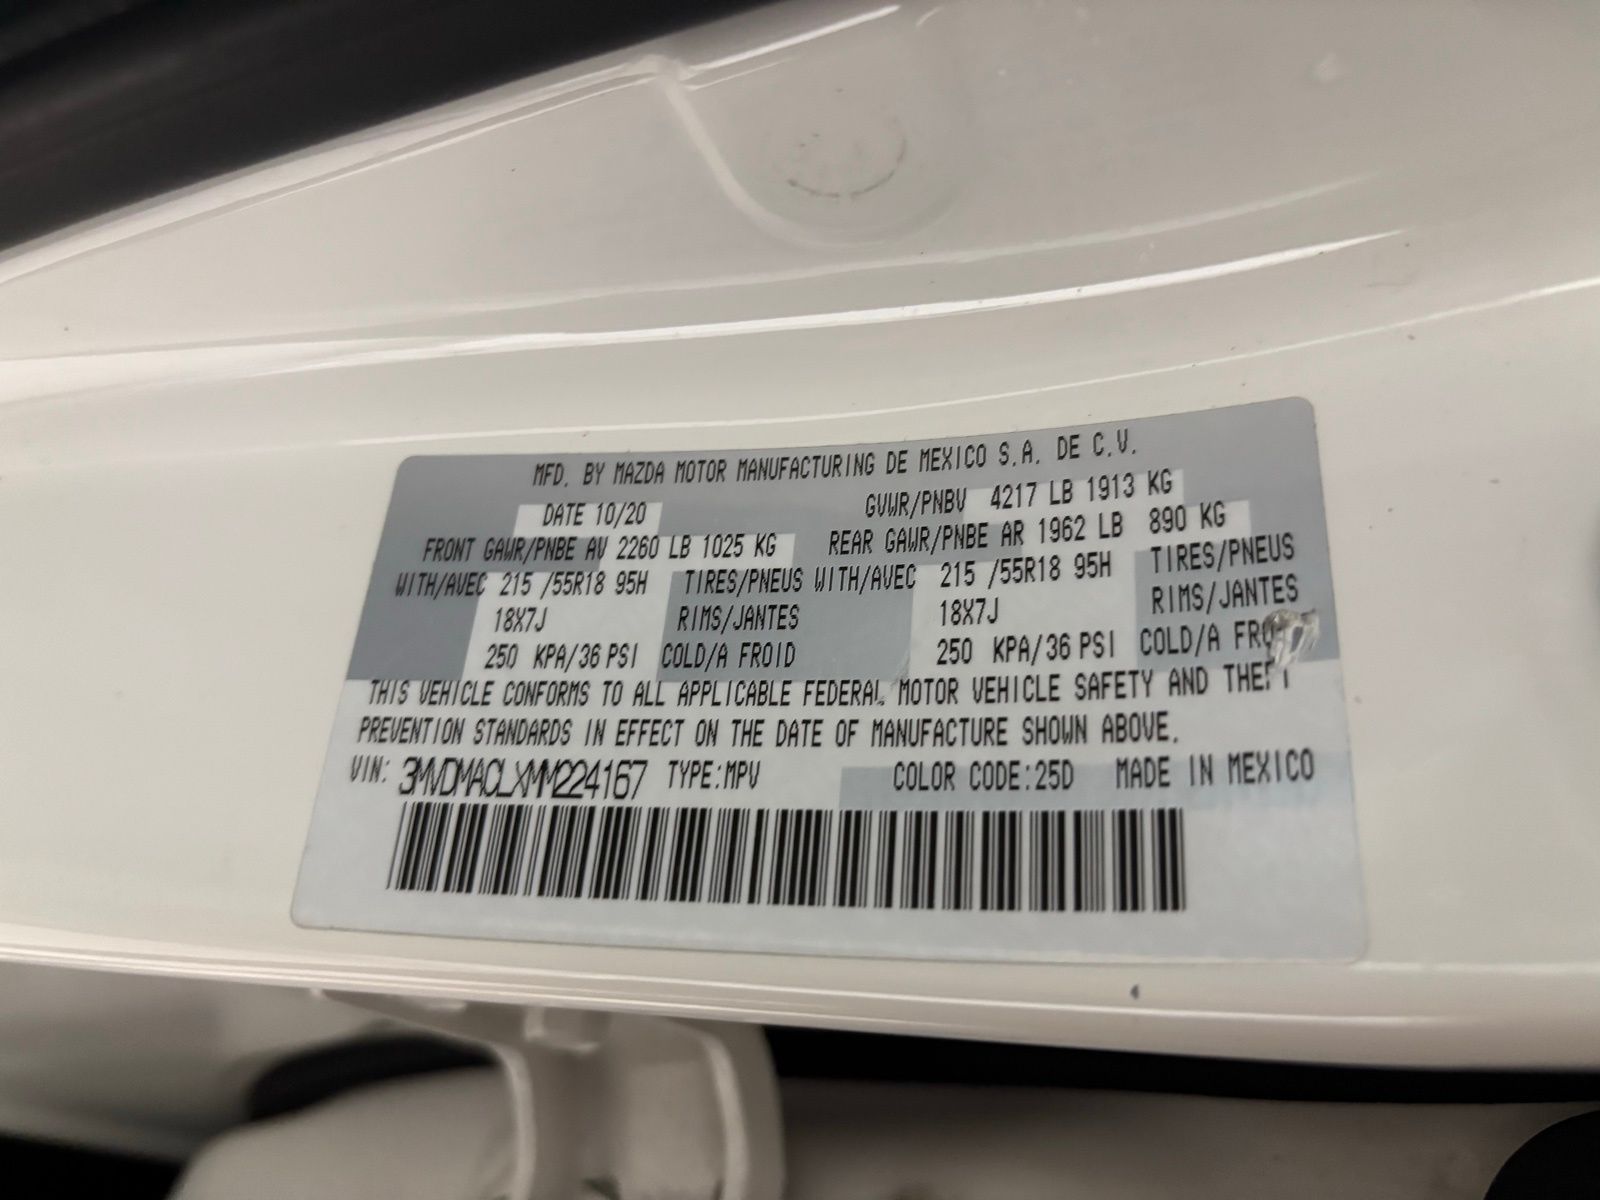 MFD. BY MAZDA MOTOR MANUFACTURING DE MEXICO S.A. DE C.V.
DATE 10/20 GVWR/PNBV 4217 LB 1913 KG
FRONT GAWR/PNBE AV 2260 LB 1025 KG REAR GAWR/PNBE AR 1962 LB 890 KG
WITH/AVEC 215 /55R18 95H TIRES/PNEUS WITH/AVEC 215 /55R18 95H TIRES/PNEUS
18X7J RIMS/JANTES 18X7J RIMS/JANTES
250 KPA/36 PSI COLD/A FROID 250 KPA/36 PSI COLD/A
THIS VEHICLE CONFORMS TO ALL APPLICABLE FEDERAL MOTOR VEHICLE SAFETY AND THEFT
PREVENTION STANDARDS IN EFFECT ON THE DATE OF MANUFACTURE SHOWN ABOVE.
VIN: 3MVDMACLXMM224167 TYPE:MPV COLOR CODE:25D MADE IN MEXICO